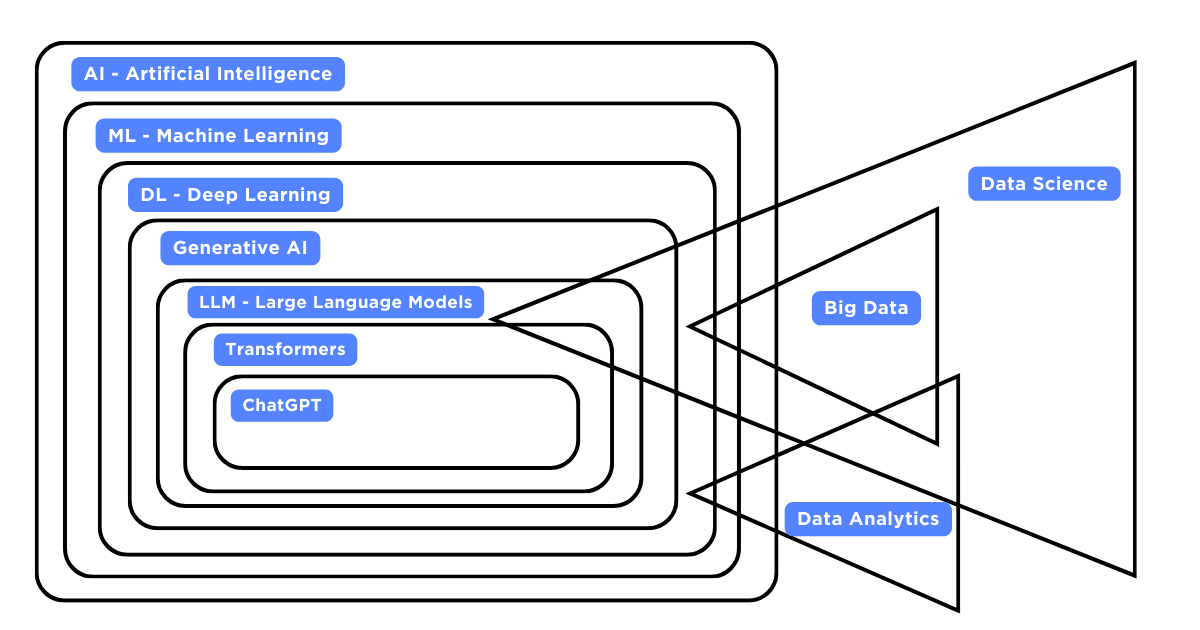 AI - Artificial Intelligence
ML - Machine Learning
DL - Deep Learning
Generative AI
LLM - Large Language Models
Transformers
ChatGPT
Data Science
Big Data
Data Analytics